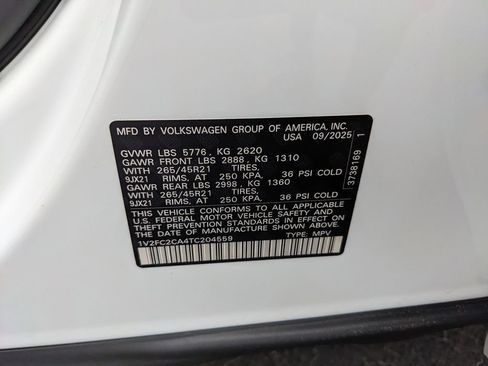 MFD BY VOLKSWAGEN GROUP OF AMERICA, INC.
USA 09/2025
GVWR LBS 5776, KG 2620
GAWR FRONT LBS 2888, KG 1310
WITH 265/45R21 TIRES,
9JX21 RIMS, AT 250 KPA, 36 PSI COLD
GAWR REAR LBS 2998, KG 1360
WITH 265/45R21 TIRES,
9JX21 RIMS, AT 250 KPA, 36 PSI COLD
THIS VEHICLE CONFORMS TO ALL APPLICABLE
U.S. FEDERAL MOTOR VEHICLE SAFETY AND
THEFT PREVENTION STANDARDS IN EFFECT ON
THE DATE OF MANUFACTURE SHOWN ABOVE.
1V2FC2CA4TC204559
TYPE: MPV
3738169 1